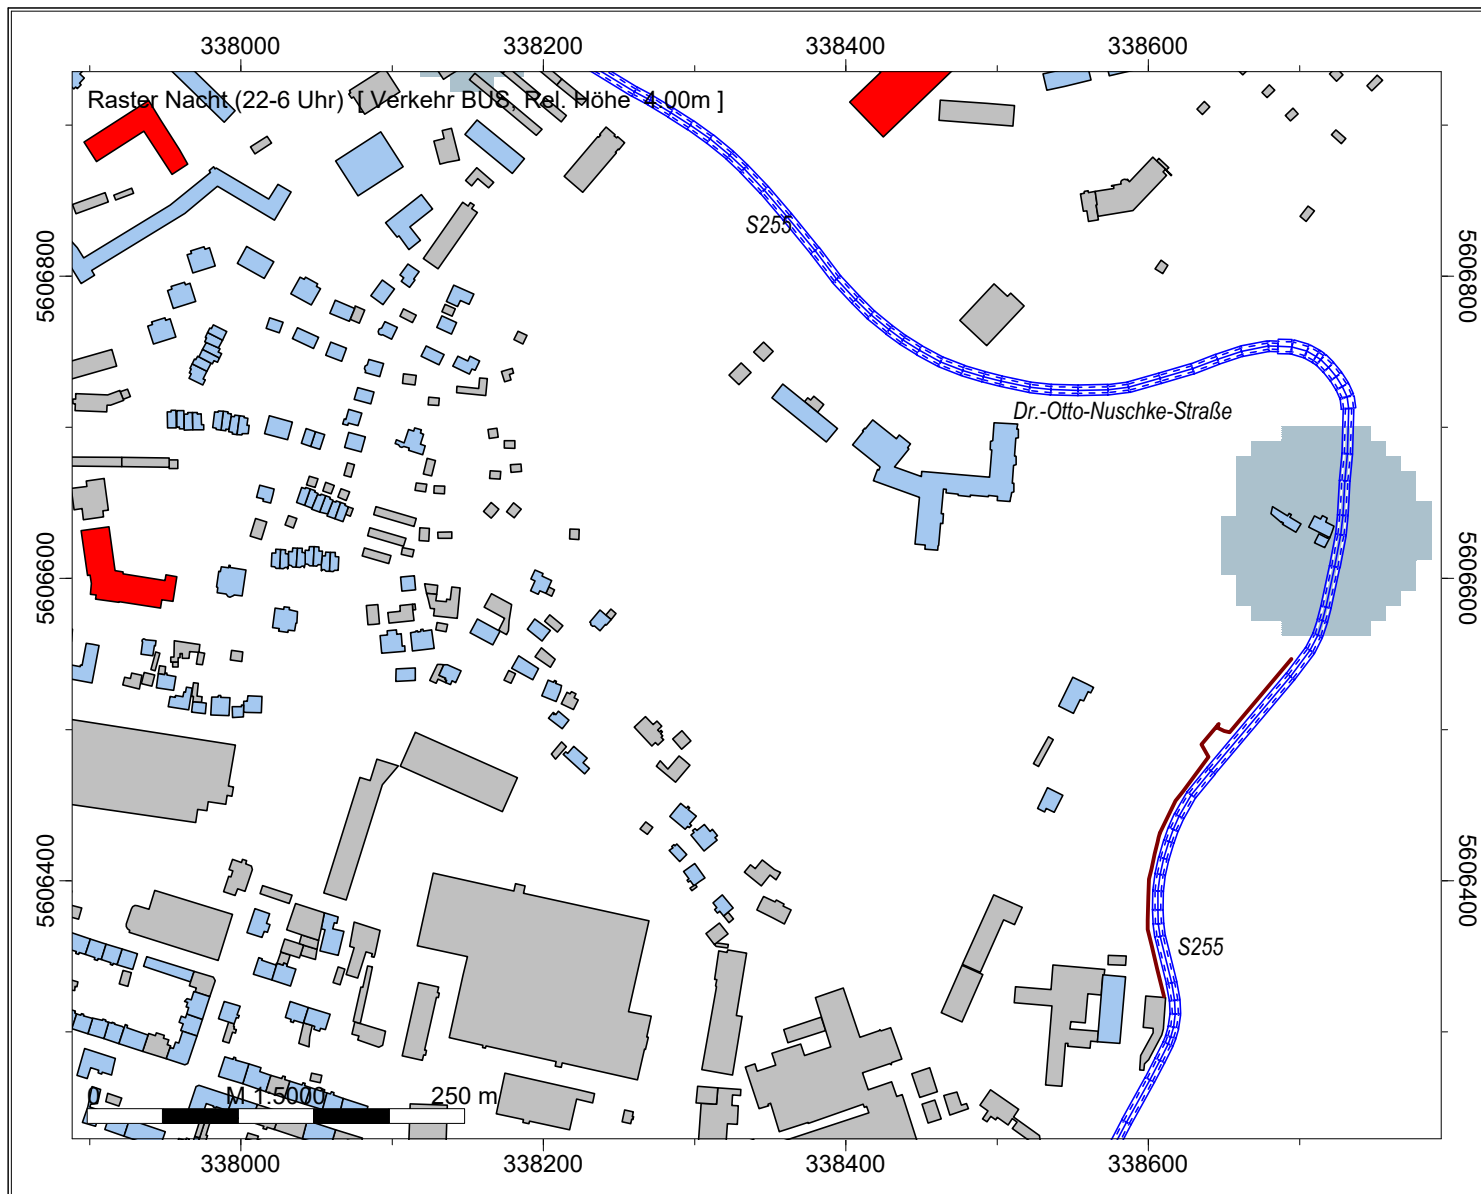 338000 338200 338400 338600
Raster Nacht (22-6 Uhr) [ Verkehr BUS, Rel. Höhe 4.00m ]
S255
5606800 5606800
Dr.-Otto-Nuschke-Straße
5606600 5606600
5606400 5606400
S255
0 M 1:5000 250 m
338000 338200 338400 338600